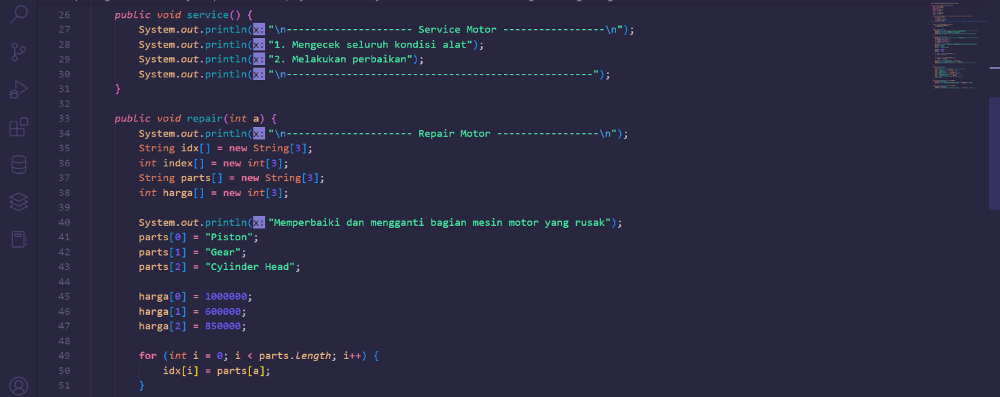 26 public void service() {
27 System.out.println(x: "\n--------------------- Service Motor -----------------\n");
28 System.out.println(x: "1. Mengecek seluruh kondisi alat");
29 System.out.println(x: "2. Melakukan perbaikan");
30 System.out.println(x: "\n---------------------------------------------------");
31 }
32
33 public void repair(int a) {
34 System.out.println(x: "\n--------------------- Repair Motor -----------------\n");
35 String idx[] = new String[3];
36 int index[] = new int[3];
37 String parts[] = new String[3];
38 int harga[] = new int[3];
39
40 System.out.println(x: "Memperbaiki dan mengganti bagian mesin motor yang rusak");
41 parts[0] = "Piston";
42 parts[1] = "Gear";
43 parts[2] = "Cylinder Head";
44
45 harga[0] = 1000000;
46 harga[1] = 600000;
47 harga[2] = 850000;
48
49 for (int i = 0; i < parts.length; i++) {
50 idx[i] = parts[a];
51 }